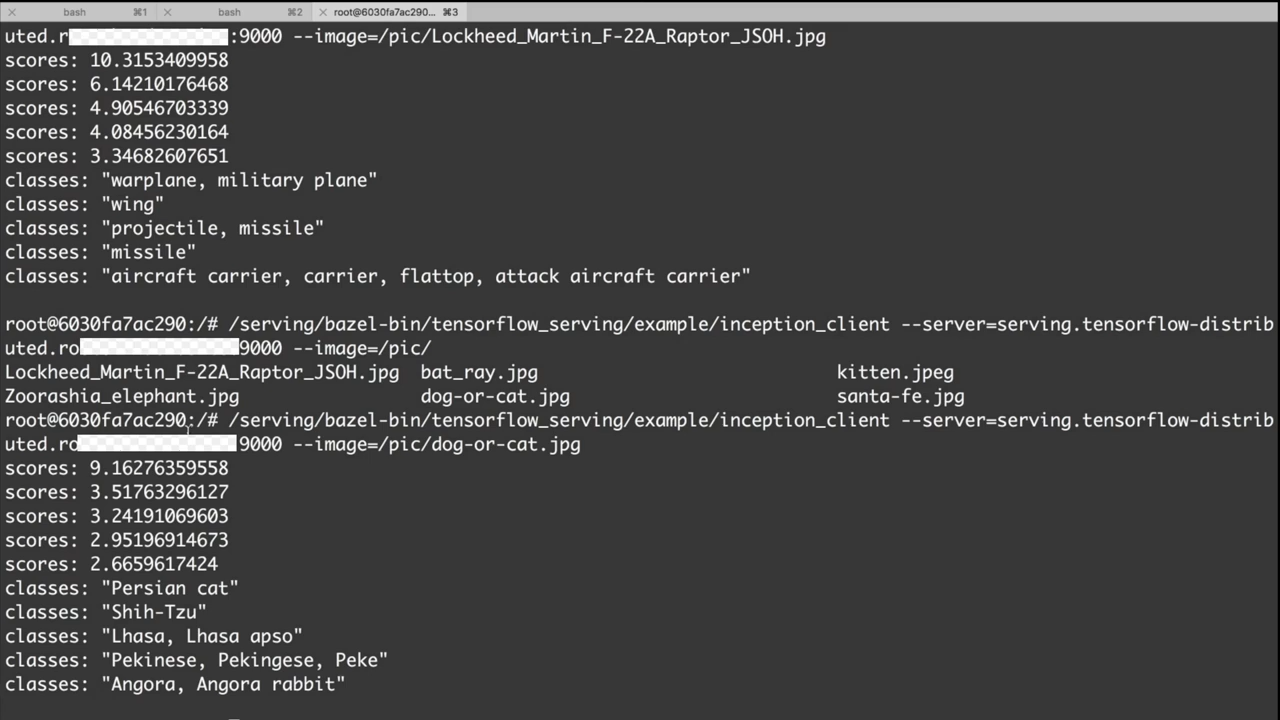 bash ⌘1 bash ⌘2 root@6030fa7ac290... ⌘3
uted.r :9000 --image=/pic/Lockheed_Martin_F-22A_Raptor_JSOH.jpg
scores: 10.3153409958
scores: 6.14210176468
scores: 4.90546703339
scores: 4.08456230164
scores: 3.34682607651
classes: "warplane, military plane"
classes: "wing"
classes: "projectile, missile"
classes: "missile"
classes: "aircraft carrier, carrier, flattop, attack aircraft carrier"
root@6030fa7ac290:/# /serving/bazel-bin/tensorflow_serving/example/inception_client --server=serving.tensorflow-distrib
uted.ro 9000 --image=/pic/
Lockheed_Martin_F-22A_Raptor_JSOH.jpg bat_ray.jpg kitten.jpeg
Zoorashia_elephant.jpg dog-or-cat.jpg santa-fe.jpg
root@6030fa7ac290:/# /serving/bazel-bin/tensorflow_serving/example/inception_client --server=serving.tensorflow-distrib
uted.ro 9000 --image=/pic/dog-or-cat.jpg
scores: 9.16276359558
scores: 3.51763296127
scores: 3.24191069603
scores: 2.95196914673
scores: 2.6659617424
classes: "Persian cat"
classes: "Shih-Tzu"
classes: "Lhasa, Lhasa apso"
classes: "Pekinese, Pekingese, Peke"
classes: "Angora, Angora rabbit"